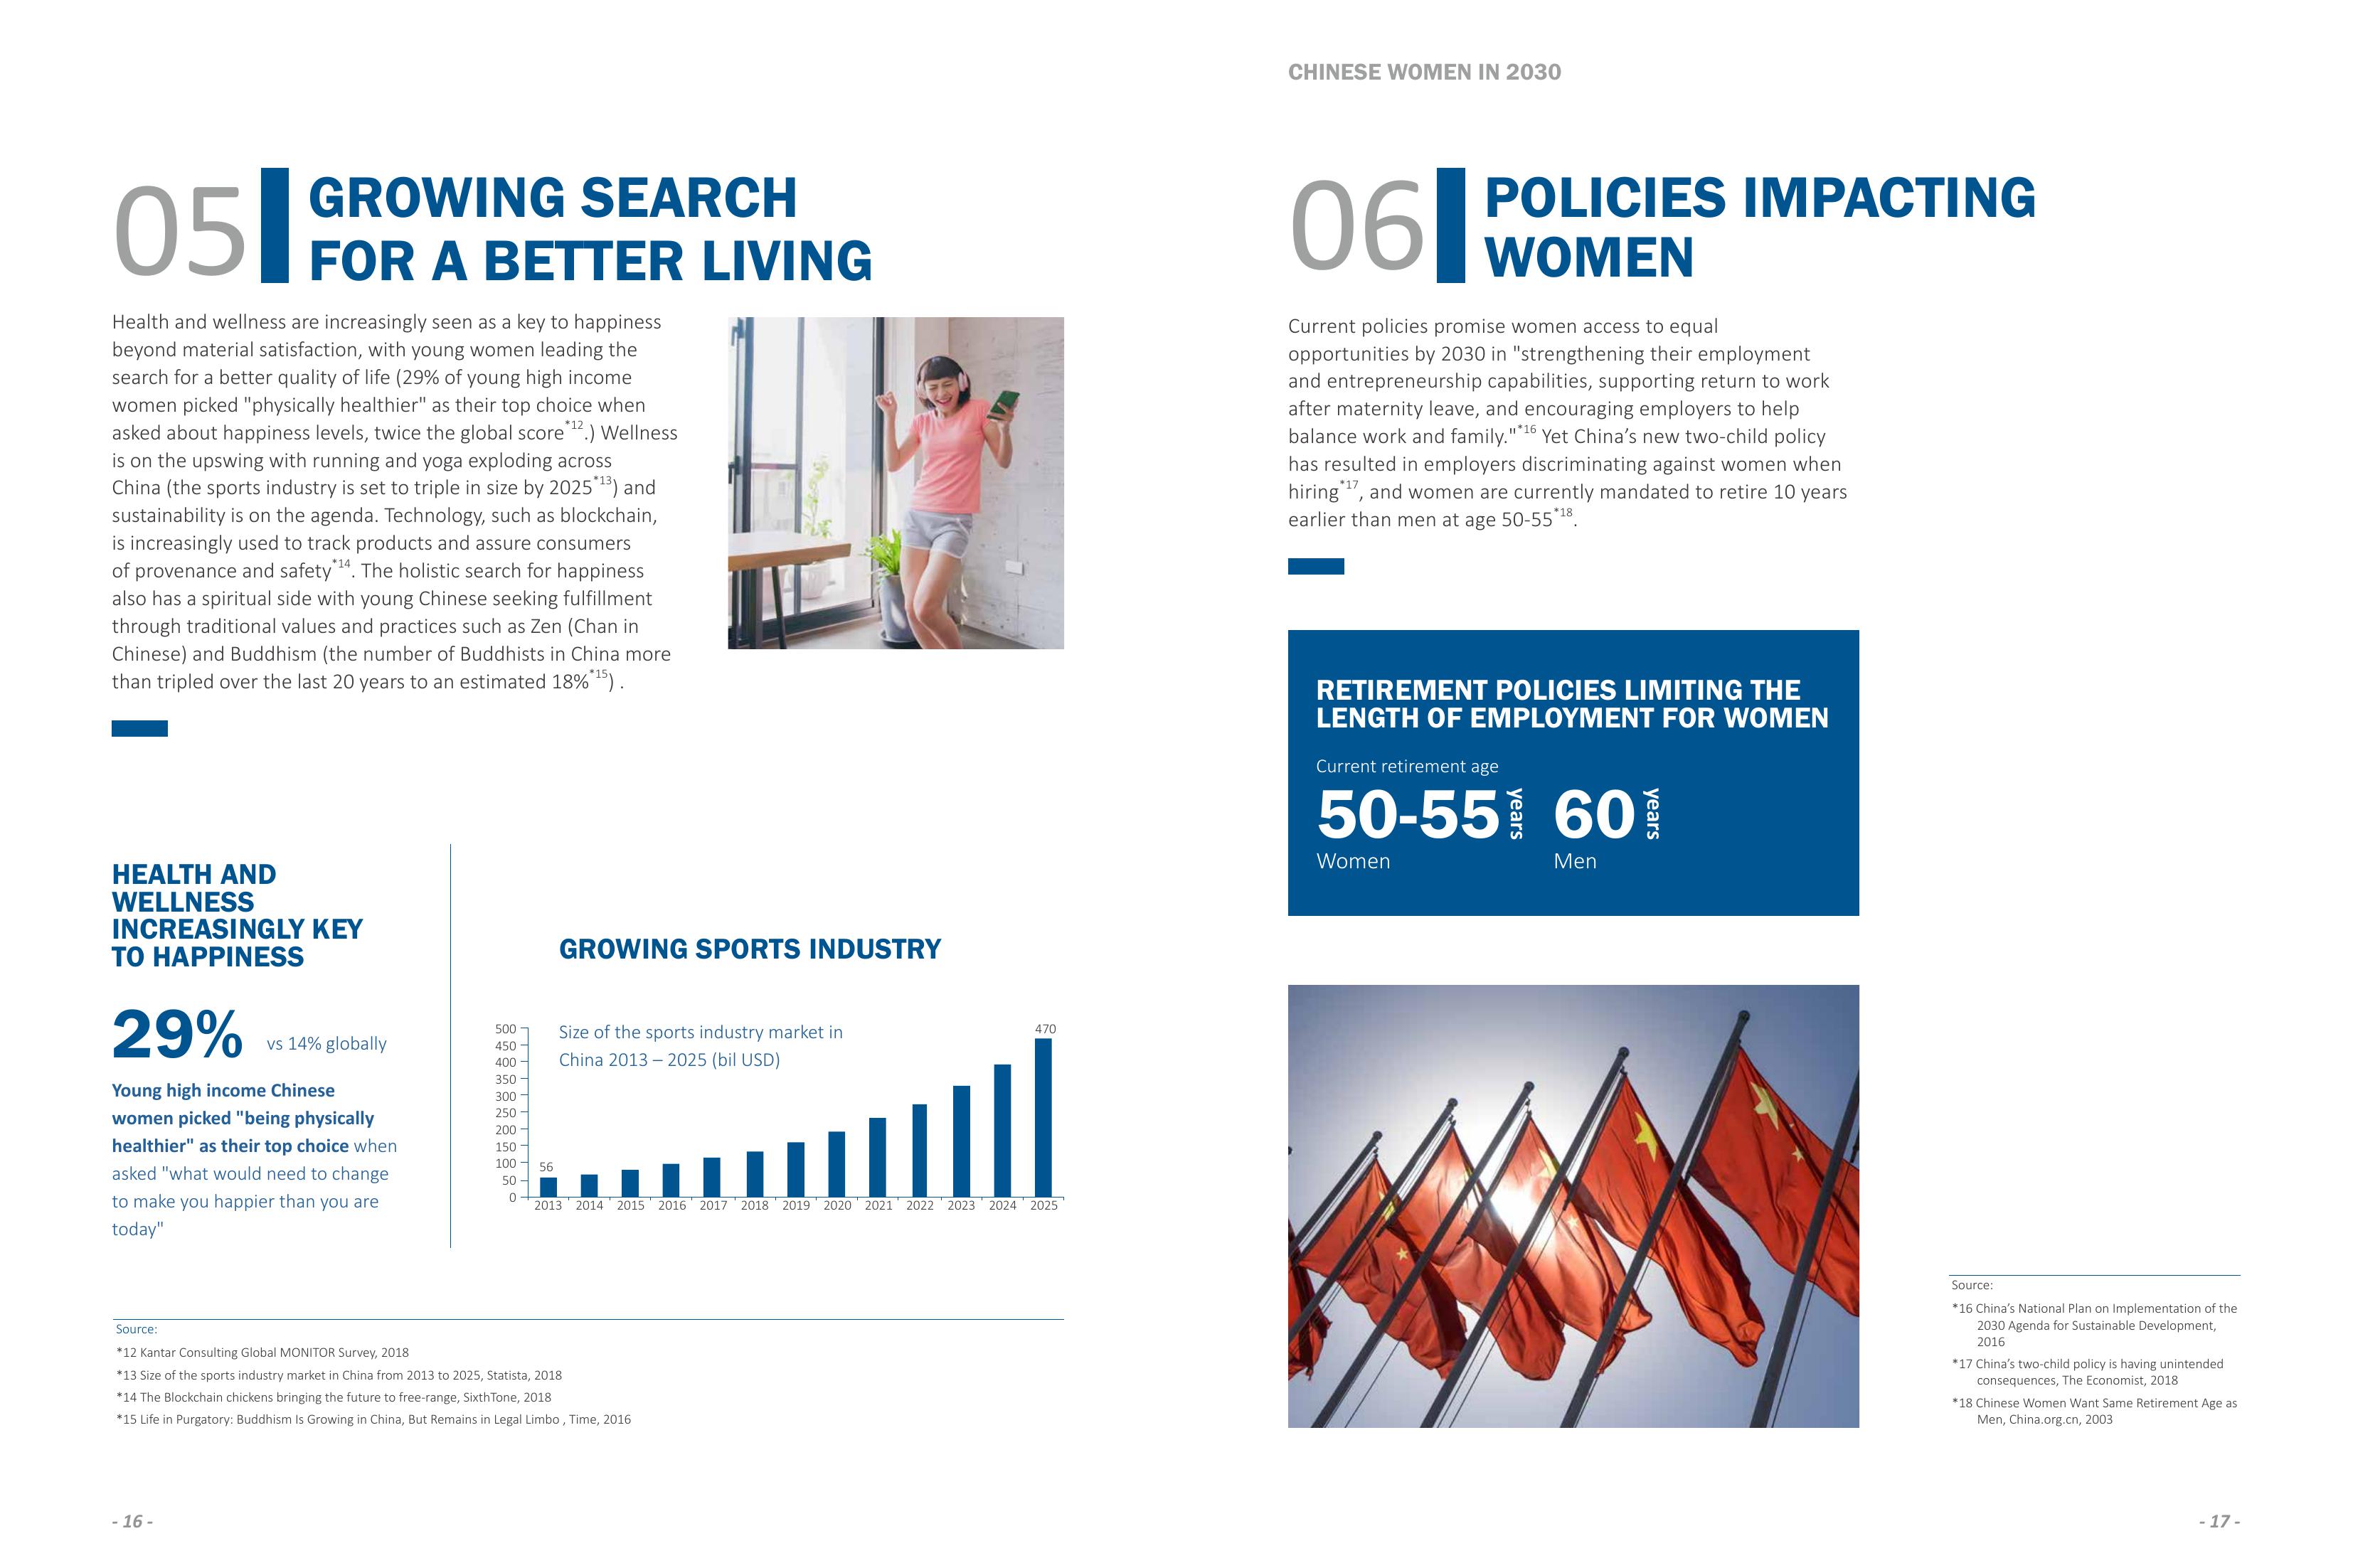 CHINESE WOMEN IN 2030
05
GROWING SEARCH
FOR A BETTER LIVING
Health and wellness are increasingly seen as a key to happiness
beyond material satisfaction, with young women leading the
search for a better quality of life (29% of young high income
women picked "physically healthier" as their top choice when
asked about happiness levels, twice the global score*12.) Wellness
is on the upswing with running and yoga exploding across
China (the sports industry is set to triple in size by 2025*13) and
sustainability is on the agenda. Technology, such as blockchain,
is increasingly used to track products and assure consumers
of provenance and safety*14. The holistic search for happiness
also has a spiritual side with young Chinese seeking fulfillment
through traditional values and practices such as Zen (Chan in
Chinese) and Buddhism (the number of Buddhists in China more
than tripled over the last 20 years to an estimated 18%*15) .
HEALTH AND
WELLNESS
INCREASINGLY KEY
TO HAPPINESS
29% vs 14% globally
Young high income Chinese
women picked "being physically
healthier" as their top choice when
asked "what would need to change
to make you happier than you are
today"
GROWING SPORTS INDUSTRY
Size of the sports industry market in
China 2013 – 2025 (bil USD)
500
450
400
350
300
250
200
150
100
50
0
56
470
2013 2014 2015 2016 2017 2018 2019 2020 2021 2022 2023 2024 2025
Source:
*12 Kantar Consulting Global MONITOR Survey, 2018
*13 Size of the sports industry market in China from 2013 to 2025, Statista, 2018
*14 The Blockchain chickens bringing the future to free-range, SixthTone, 2018
*15 Life in Purgatory: Buddhism Is Growing in China, But Remains in Legal Limbo , Time, 2016
- 16 -
06
POLICIES IMPACTING
WOMEN
Current policies promise women access to equal
opportunities by 2030 in "strengthening their employment
and entrepreneurship capabilities, supporting return to work
after maternity leave, and encouraging employers to help
balance work and family."*16 Yet China’s new two-child policy
has resulted in employers discriminating against women when
hiring*17, and women are currently mandated to retire 10 years
earlier than men at age 50-55*18.
RETIREMENT POLICIES LIMITING THE
LENGTH OF EMPLOYMENT FOR WOMEN
Current retirement age
50-55 years 60 years
Women Men
Source:
*16 China’s National Plan on Implementation of the
2030 Agenda for Sustainable Development,
2016
*17 China’s two-child policy is having unintended
consequences, The Economist, 2018
*18 Chinese Women Want Same Retirement Age as
Men, China.org.cn, 2003
- 17 -